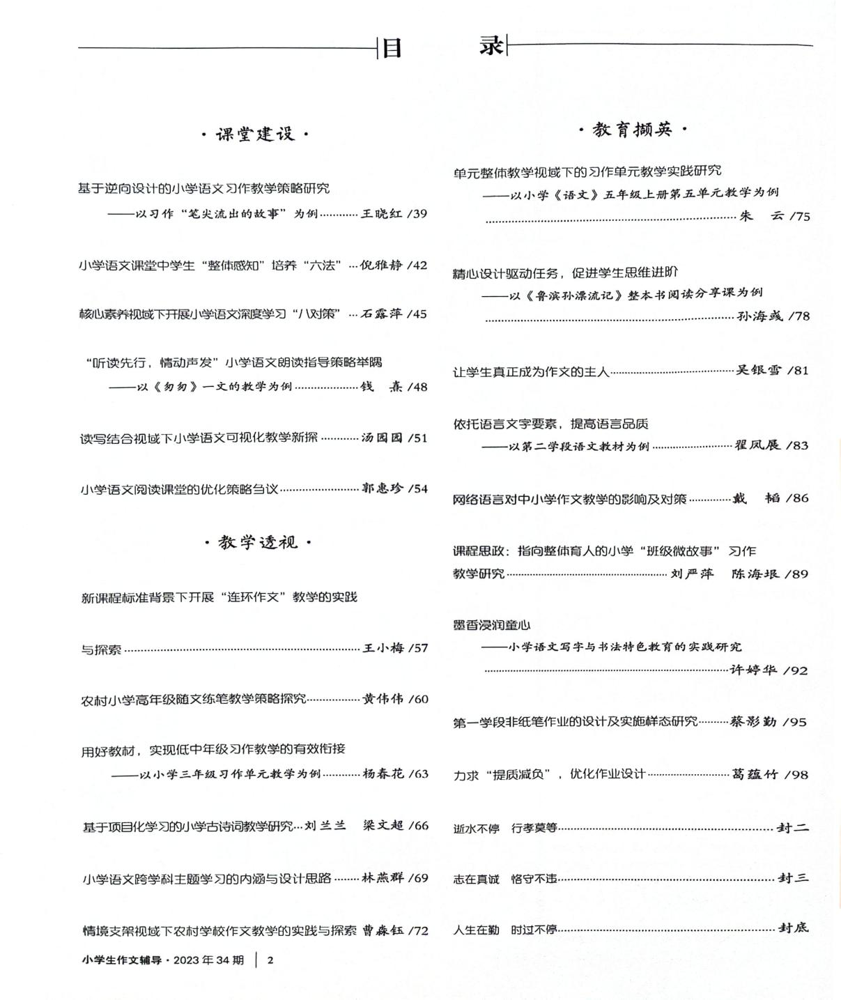 目 录
·课堂建设·
基于逆向设计的小学语文习作教学策略研究
——以习作“笔尖流出的故事”为例…………王晓红 /39
小学语文课堂中学生“整体感知”培养“六法”…倪雅静 /42
核心素养视域下开展小学语文深度学习“八对策”…石露萍 /45
“听读先行，情动声发”小学语文朗读指导策略举隅
——以《匆匆》一文的教学为例…………………钱 熹 /48
读写结合视域下小学语文可视化教学新探…………汤园园 /51
小学语文阅读课堂的优化策略刍议……………………郭惠珍 /54
·教学透视·
新课程标准背景下开展“连环作文”教学的实践
与探索………………………………………………………………王小梅 /57
农村小学高年级随文练笔教学策略探究………………黄伟伟 /60
用好教材，实现低中年级习作教学的有效衔接
——以小学三年级习作单元教学为例…………杨春花 /63
基于项目化学习的小学古诗词教学研究…刘兰兰 梁文超 /66
小学语文跨学科主题学习的内涵与设计思路………林燕群 /69
情境支架视域下农村学校作文教学的实践与探索 曹淼钰 /72
小学生作文辅导·2023 年 34 期 | 2
·教育撷英·
单元整体教学视域下的习作单元教学实践研究
——以小学《语文》五年级上册第五单元教学为例
……………………………………………………………………朱 云 /75
精心设计驱动任务，促进学生思维进阶
——以《鲁滨孙漂流记》整本书阅读分享课为例
……………………………………………………………………孙海彧 /78
让学生真正成为作文的主人…………………………………吴银雪 /81
依托语言文字要素，提高语言品质
——以第二学段语文教材为例……………………翟凤展 /83
网络语言对中小学作文教学的影响及对策……………戴 韬 /86
课程思政：指向整体育人的小学“班级微故事”习作
教学研究……………………………………………刘严萍 陈海垠 /89
墨香浸润童心
——小学语文写字与书法特色教育的实践研究
…………………………………………………………………许婷华 /92
第一学段非纸笔作业的设计及实施样态研究………蔡影勤 /95
力求“提质减负”，优化作业设计……………………葛蕴竹 /98
逝水不停 行孝莫等…………………………………………………………封二
志在真诚 恪守不违…………………………………………………………封三
人生在勤 时过不停…………………………………………………………封底